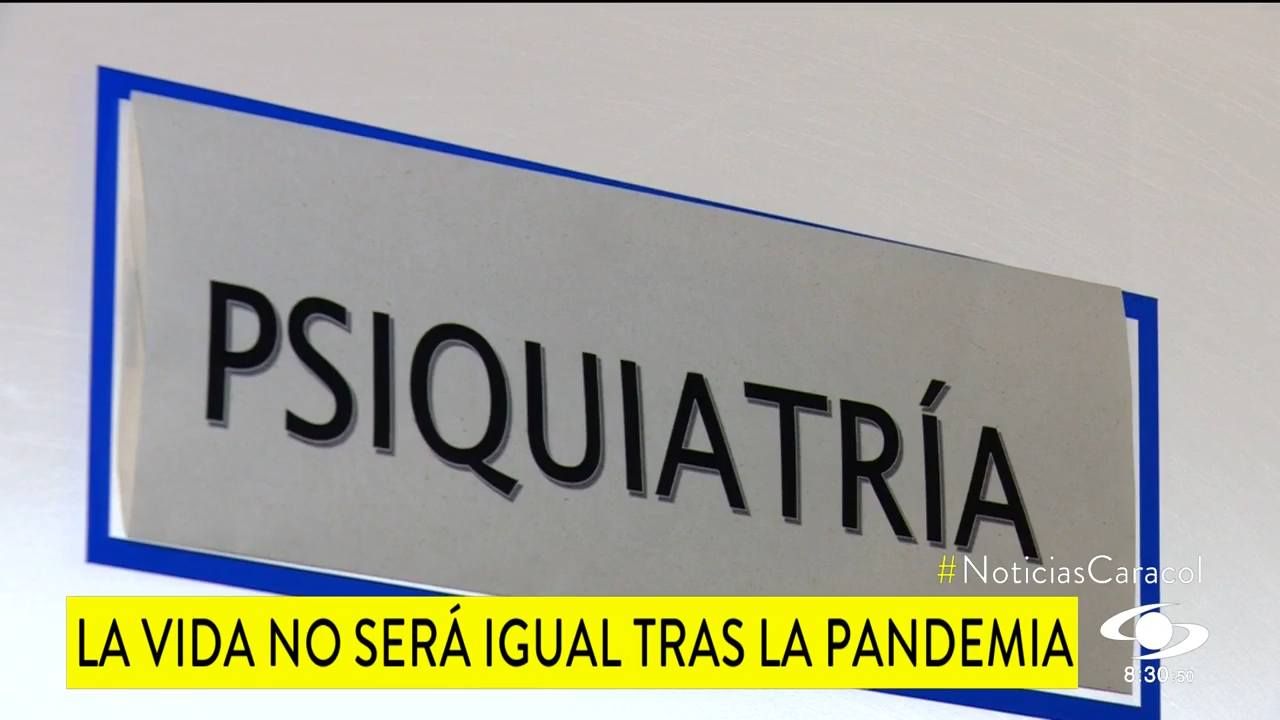 PSIQUIATRÍA
#NoticiasCaracol
LA VIDA NO SERÁ IGUAL TRAS LA PANDEMIA
8:30:50